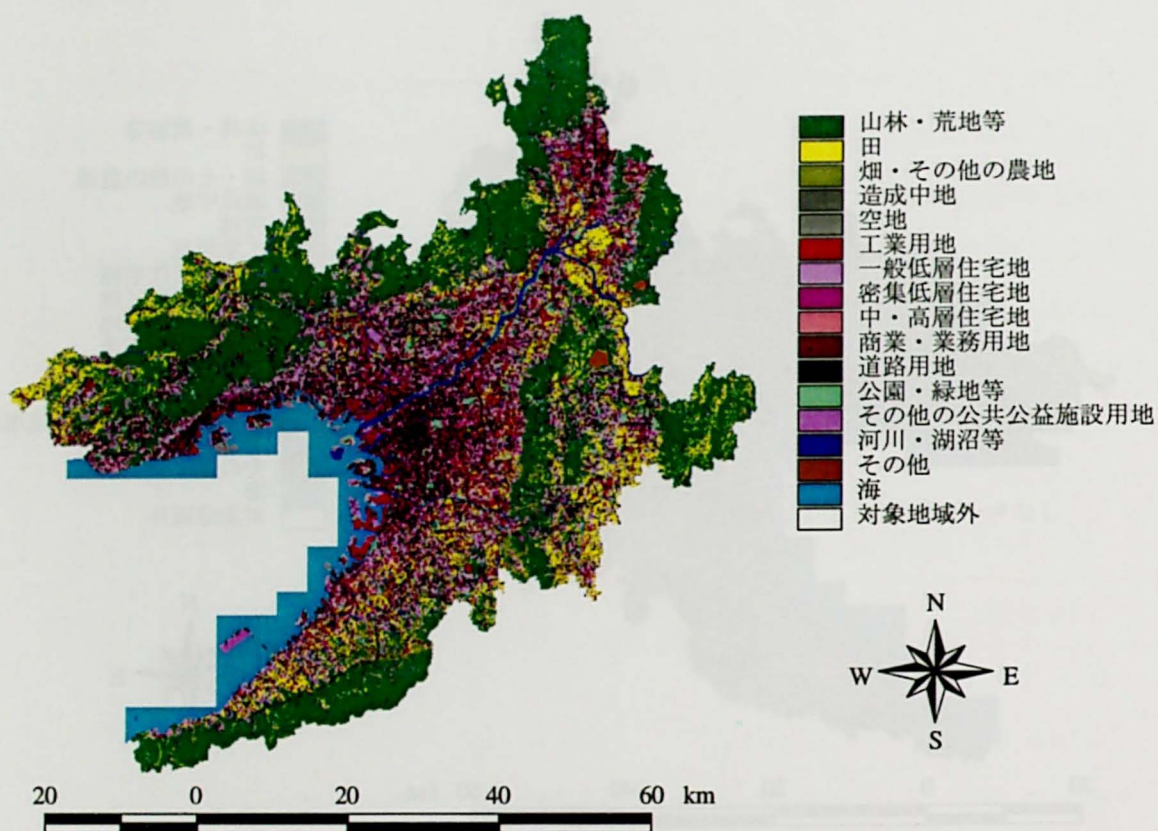 山林・荒地等
田
畑・その他の農地
造成中地
空地
工業用地
一般低層住宅地
密集低層住宅地
中・高層住宅地
商業・業務用地
道路用地
公園・緑地等
その他の公共公益施設用地
河川・湖沼等
その他
海
対象地域外
N
W E
S
20 0 20 40 60 km